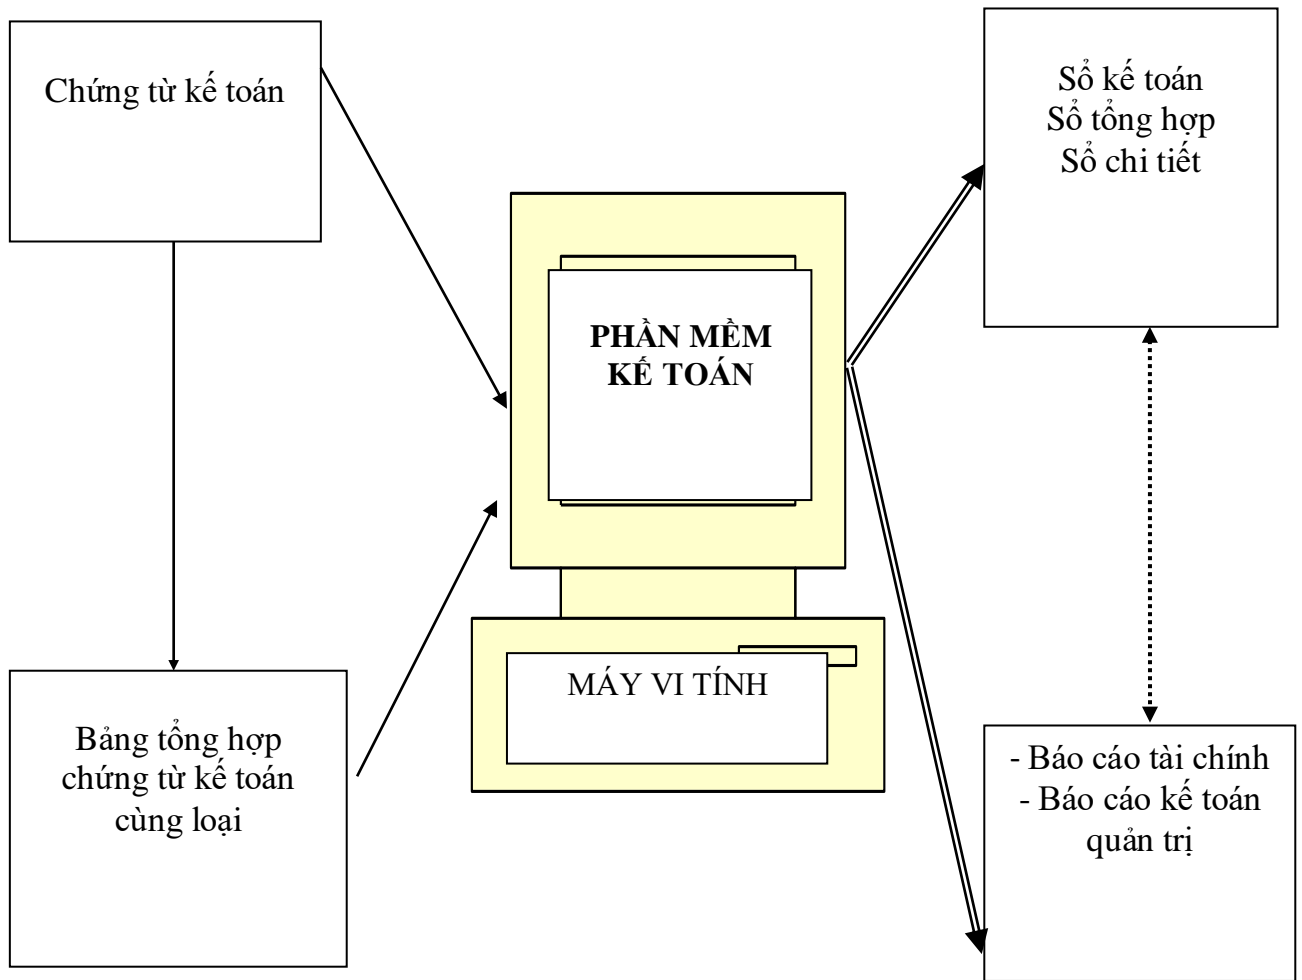 Chứng từ kế toán
Sổ kế toán
Sổ tổng hợp
Sổ chi tiết
PHẦN MỀM
KẾ TOÁN
MÁY VI TÍNH
Bảng tổng hợp
chứng từ kế toán
cùng loại
- Báo cáo tài chính
- Báo cáo kế toán
quản trị